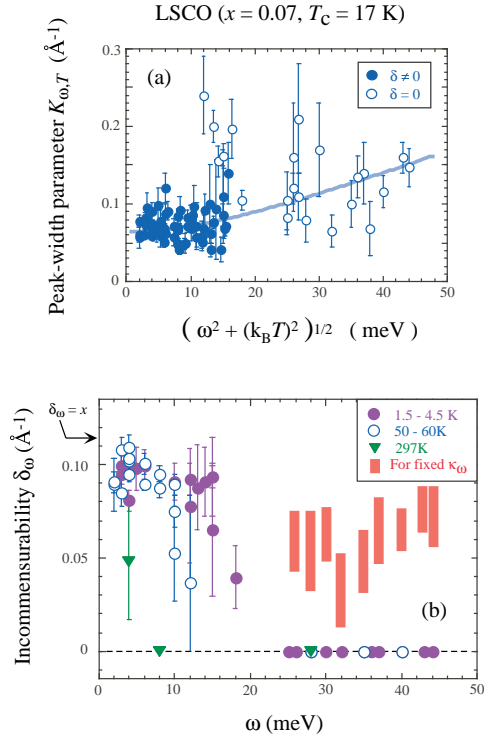 LSCO (x = 0.07, Tc = 17 K)
Peak-width parameter Kω,T (Å-1)
0.3
0.2
0.1
0
(a)
δ ≠ 0
δ = 0
0 10 20 30 40 50
( ω2 + (kBT)2 )1/2 ( meV)
Incommensurability δω (Å-1)
δω = x
0.10
0.05
0
1.5 - 4.5 K
50 - 60K
297K
For fixed κω
(b)
0 10 20 30 40 50
ω (meV)